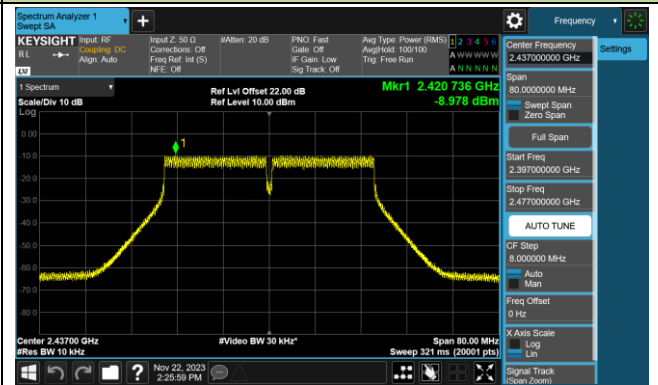 Spectrum Analyzer 1
Swept SA
Frequency
KEYSIGHT
Input: RF
Coupling: DC
Align: Auto
Input Z: 50 Ω
Corrections: Off
Freq Ref: Int (S)
NFE: Off
#Atten: 20 dB
PNO: Fast
Gate: Off
IF Gain: Low
Sig Track: Off
Avg Type: Power (RMS)
Avg|Hold: 100/100
Trig: Free Run
1 2 3 4 5 6
A W W W W W
A N N N N N
RL
LXI
1 Spectrum
Scale/Div 10 dB
Log
Ref Lvl Offset 22.00 dB
Ref Level 10.00 dBm
Mkr1 2.420 736 GHz
-8.978 dBm
1
0.00
-10.0
-20.0
-30.0
-40.0
-50.0
-60.0
-70.0
-80.0
Center 2.43700 GHz
#Res BW 10 kHz
#Video BW 30 kHz*
Span 80.00 MHz
Sweep 321 ms (20001 pts)
Nov 22, 2023
2:25:59 PM
Center Frequency
2.437000000 GHz
Settings
Span
80.0000000 MHz
Swept Span
Zero Span
Full Span
Start Freq
2.397000000 GHz
Stop Freq
2.477000000 GHz
AUTO TUNE
CF Step
8.000000 MHz
Auto
Man
Freq Offset
0 Hz
X Axis Scale
Log
Lin
Signal Track
(Span Zoom)